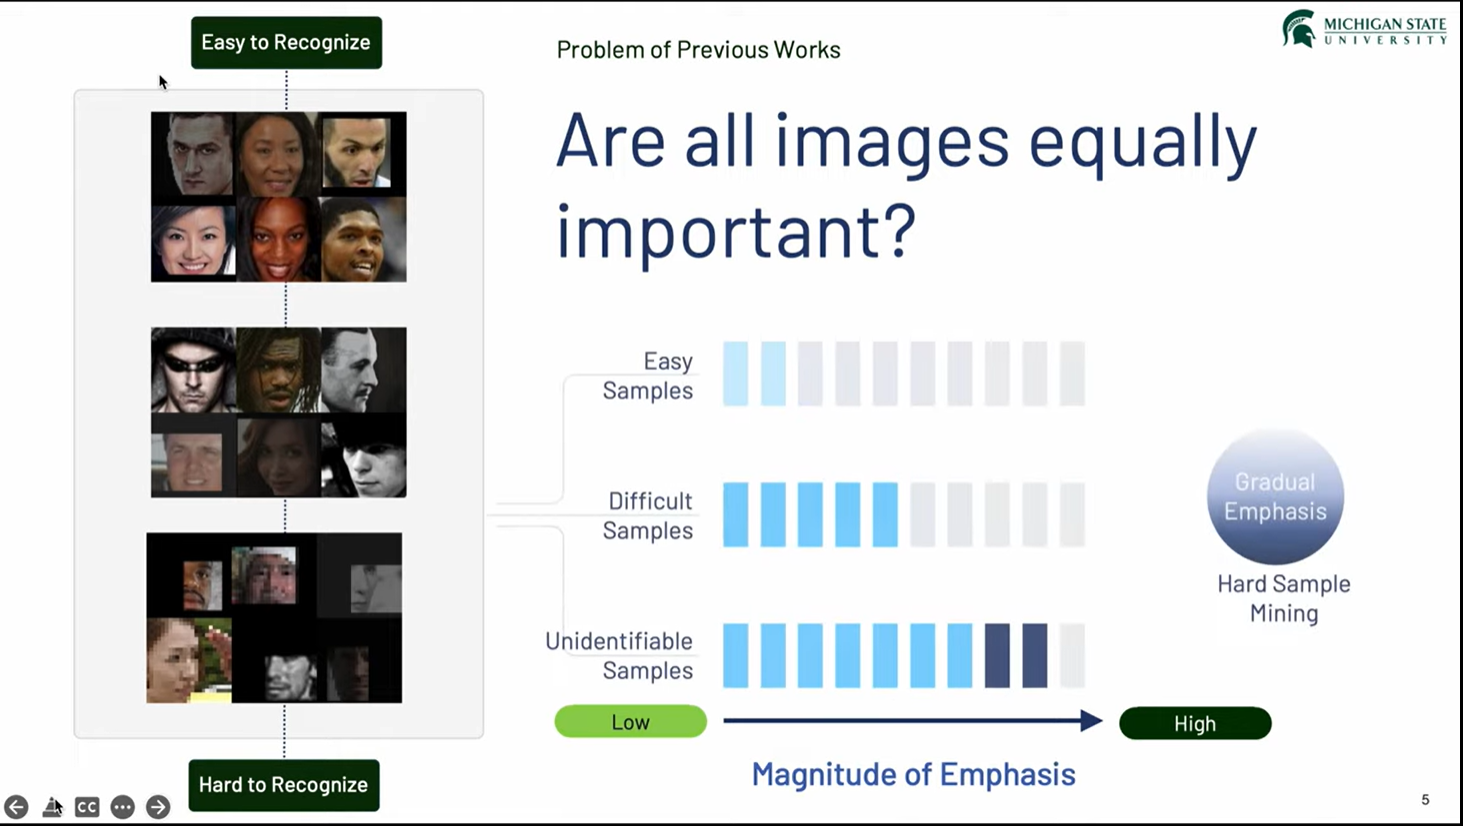 Easy to Recognize
Problem of Previous Works
MICHIGAN STATE
UNIVERSITY
Are all images equally
important?
Easy
Samples
Difficult
Samples
Gradual
Emphasis
Hard Sample
Mining
Unidentifiable
Samples
Low
High
Magnitude of Emphasis
Hard to Recognize
CC
5